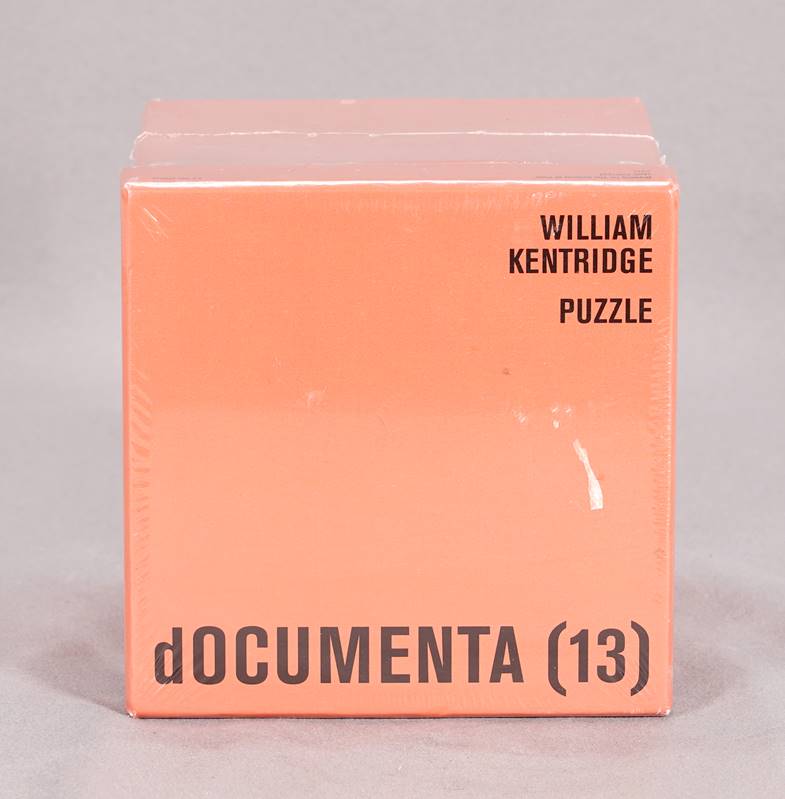 WILLIAM
KENTRIDGE
PUZZLE
dOCUMENTA (13)